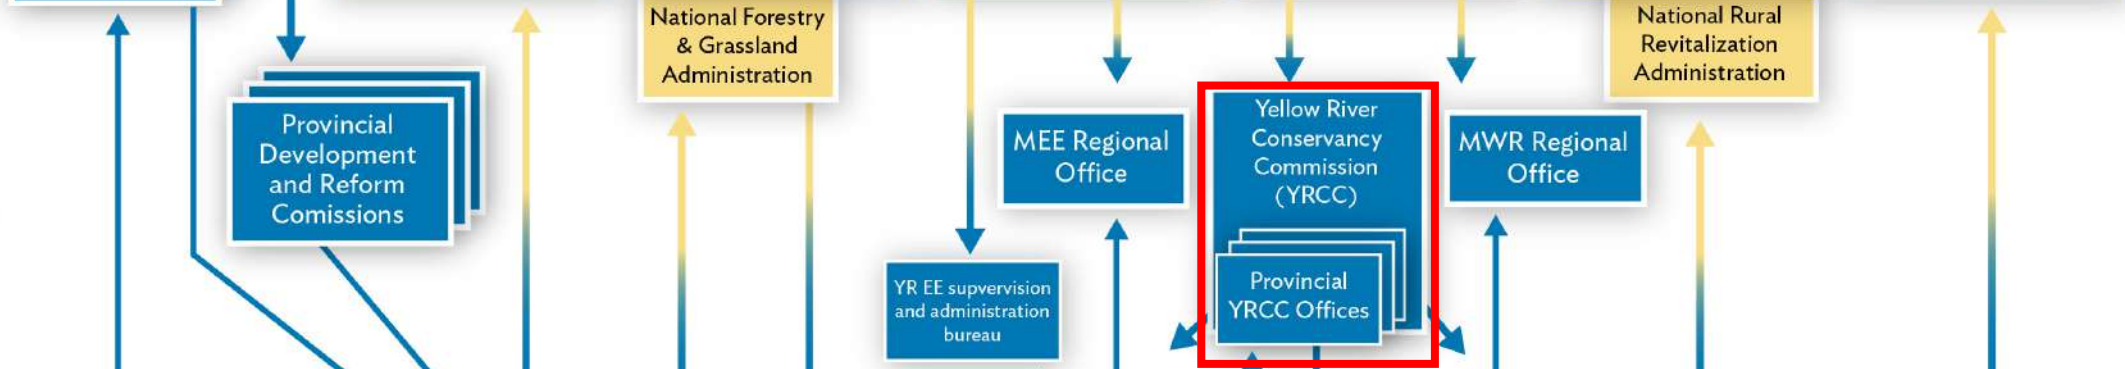 National Forestry
& Grassland
Administration
National Rural
Revitalization
Administration
Provincial
Development
and Reform
Comissions
MEE Regional
Office
Yellow River
Conservancy
Commission
(YRCC)
MWR Regional
Office
YR EE supvervision
and administration
bureau
Provincial
YRCC Offices